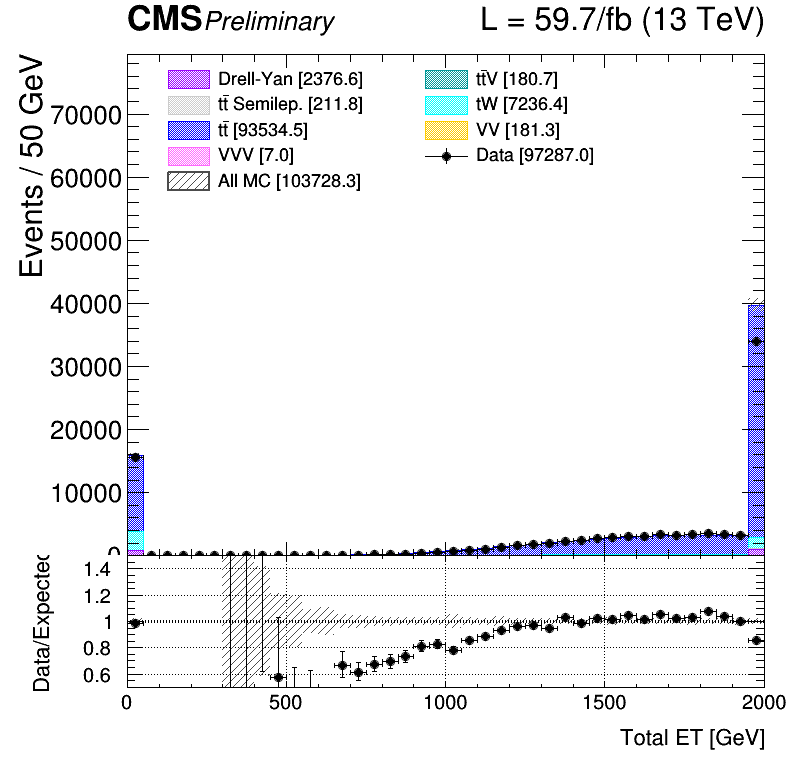 CMS Preliminary L = 59.7/fb (13 TeV)
Events / 50 GeV
Drell-Yan [2376.6]
tt̄ Semilep. [211.8]
tt̄ [93534.5]
VVV [7.0]
All MC [103728.3]
tt̄V [180.7]
tW [7236.4]
VV [181.3]
Data [97287.0]
70000
60000
50000
40000
30000
20000
10000
0
Data/Expected
1.4
1.2
1
0.8
0.6
0 500 1000 1500 2000
Total ET [GeV]